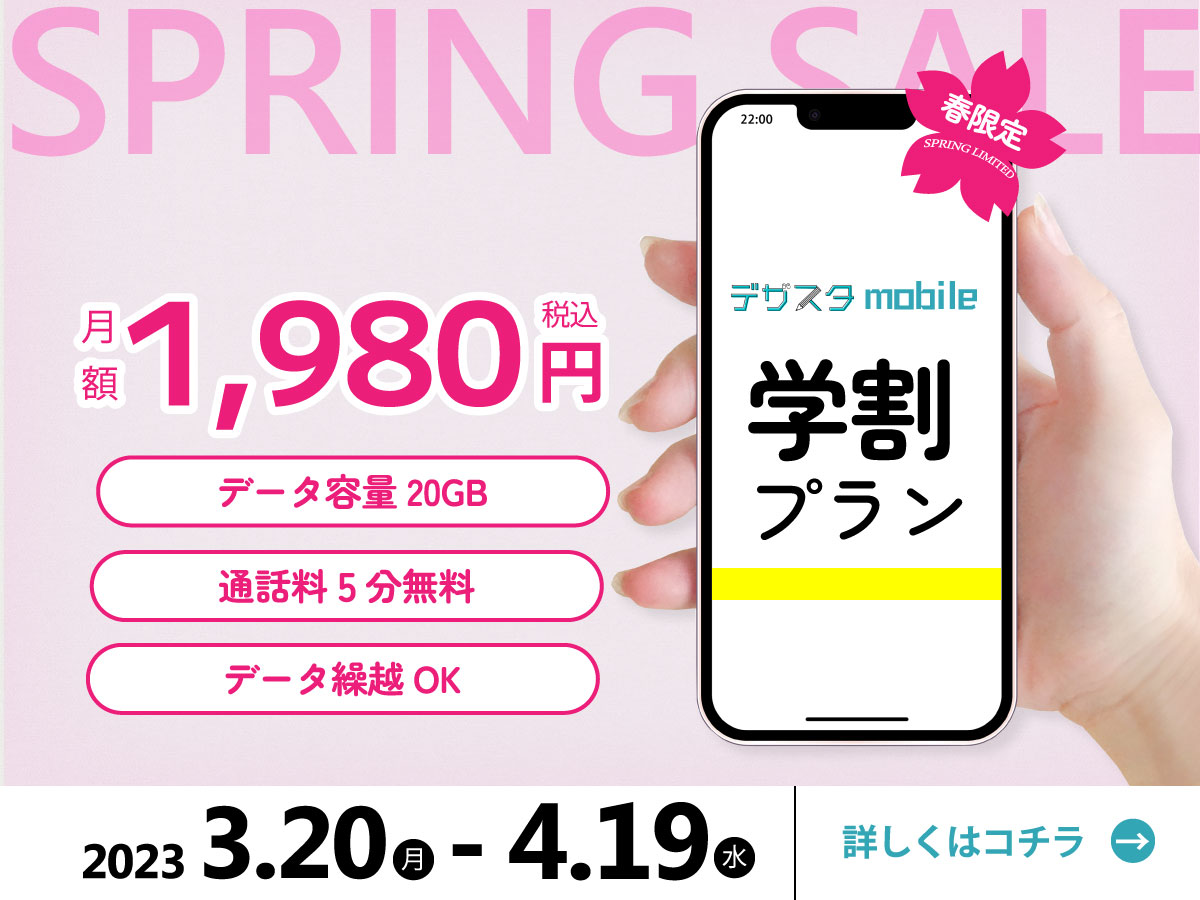 SPRING SALE
22:00
春限定
SPRING LIMITED
デザスタ mobile
学割
プラン
月額 1,980 税込 円
データ容量 20GB
通話料 5 分無料
データ繰越 OK
2023 3.20 月 - 4.19 水
詳しくはコチラ